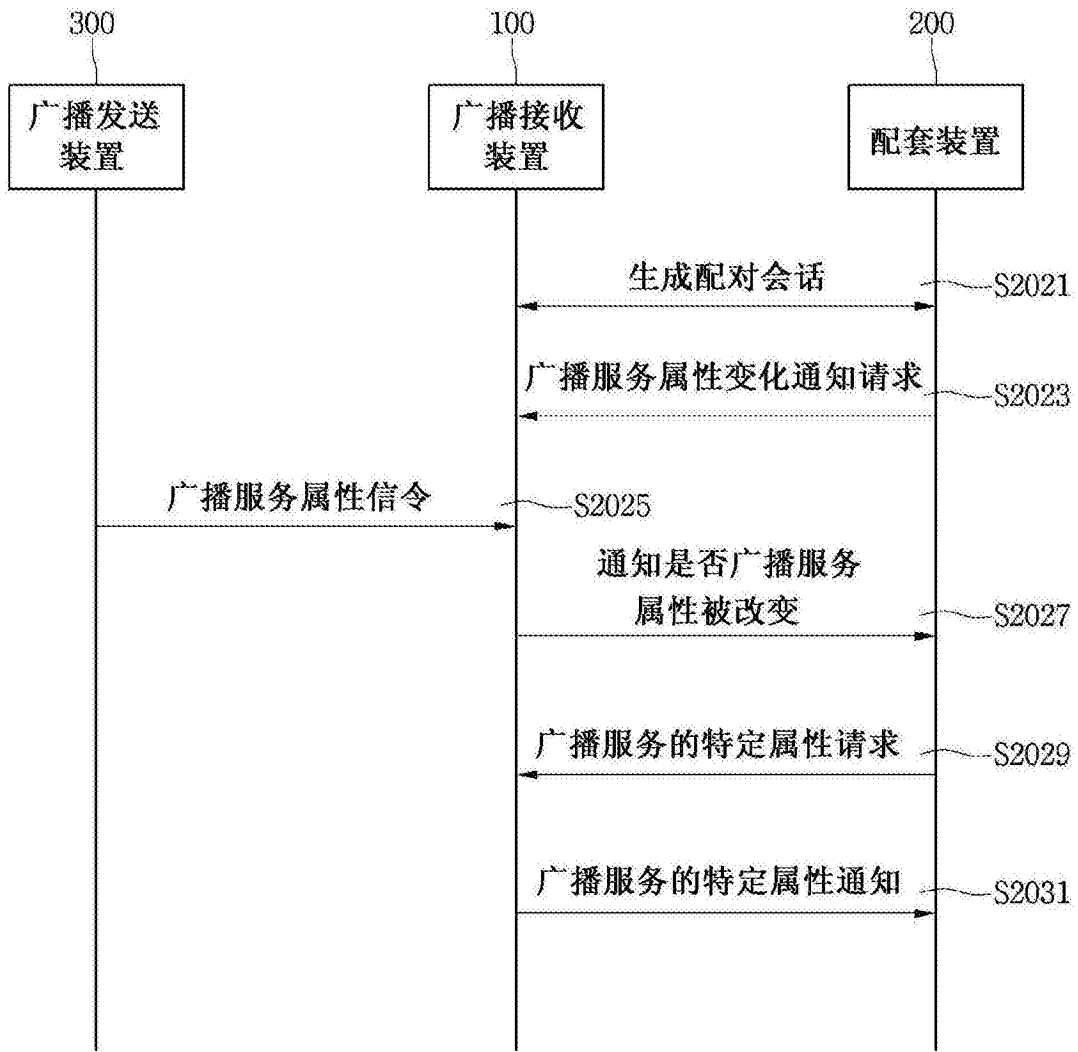 300
100
200
广播发送
装置
广播接收
装置
配套装置
生成配对会话
S2021
广播服务属性变化通知请求
S2023
广播服务属性信令
S2025
通知是否广播服务
属性被改变
S2027
广播服务的特定属性请求
S2029
广播服务的特定属性通知
S2031